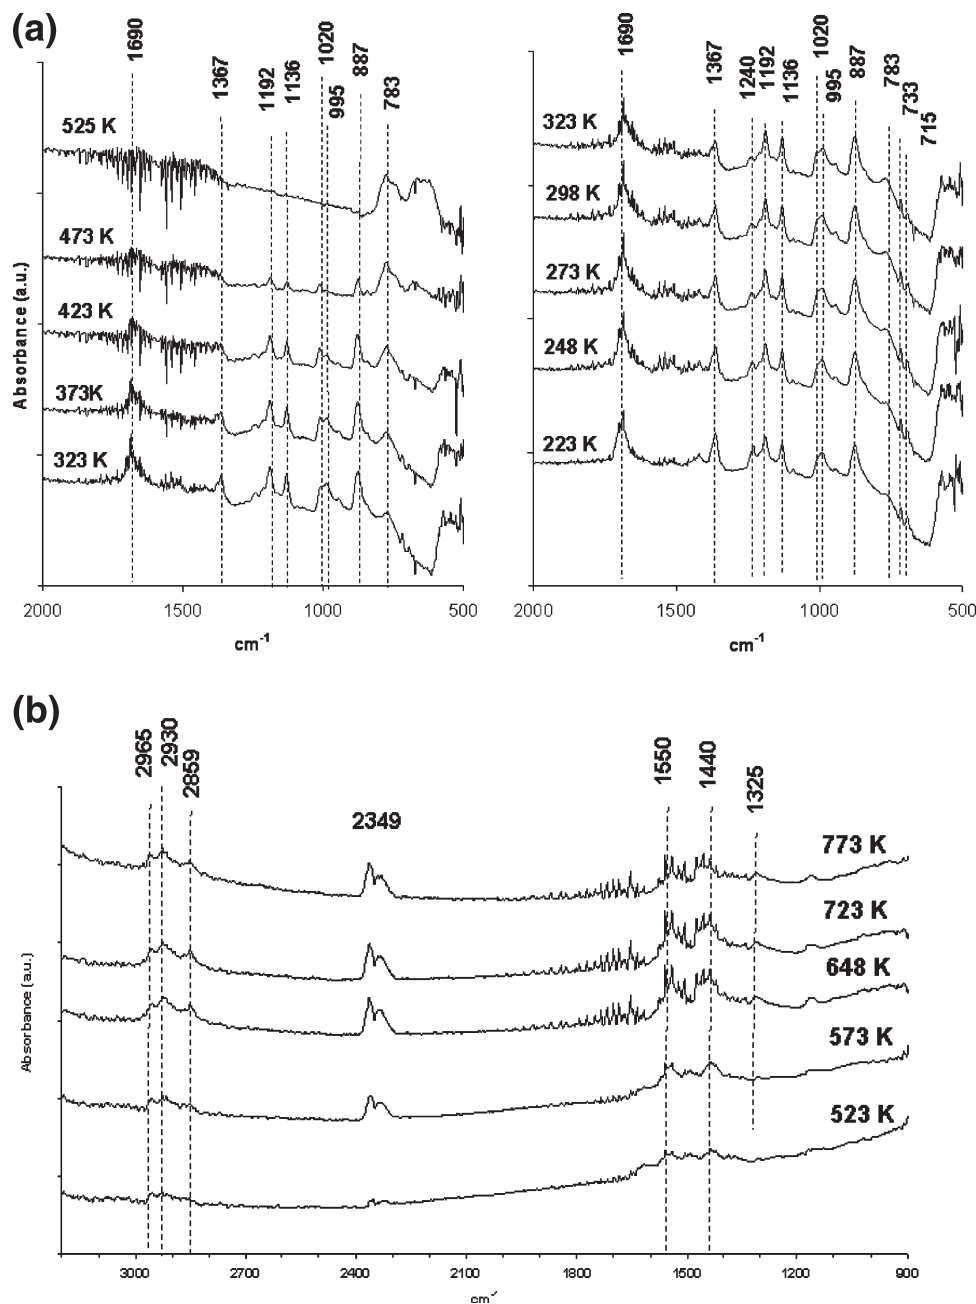 (a)
1690
1367
1192
1136
1020
995
887
783
525 K
473 K
423 K
373K
323 K
Absorbance (a.u.)
2000
1500
1000
500
cm-1
1690
1367
1240
1192
1136
1020
995
887
783
733
715
323 K
298 K
273 K
248 K
223 K
2000
1500
1000
500
cm-1
(b)
2965
2930
2859
2349
1550
1440
1325
773 K
723 K
648 K
573 K
523 K
Absorbance (a.u.)
3000
2700
2400
2100
1800
1500
1200
900
cm-1